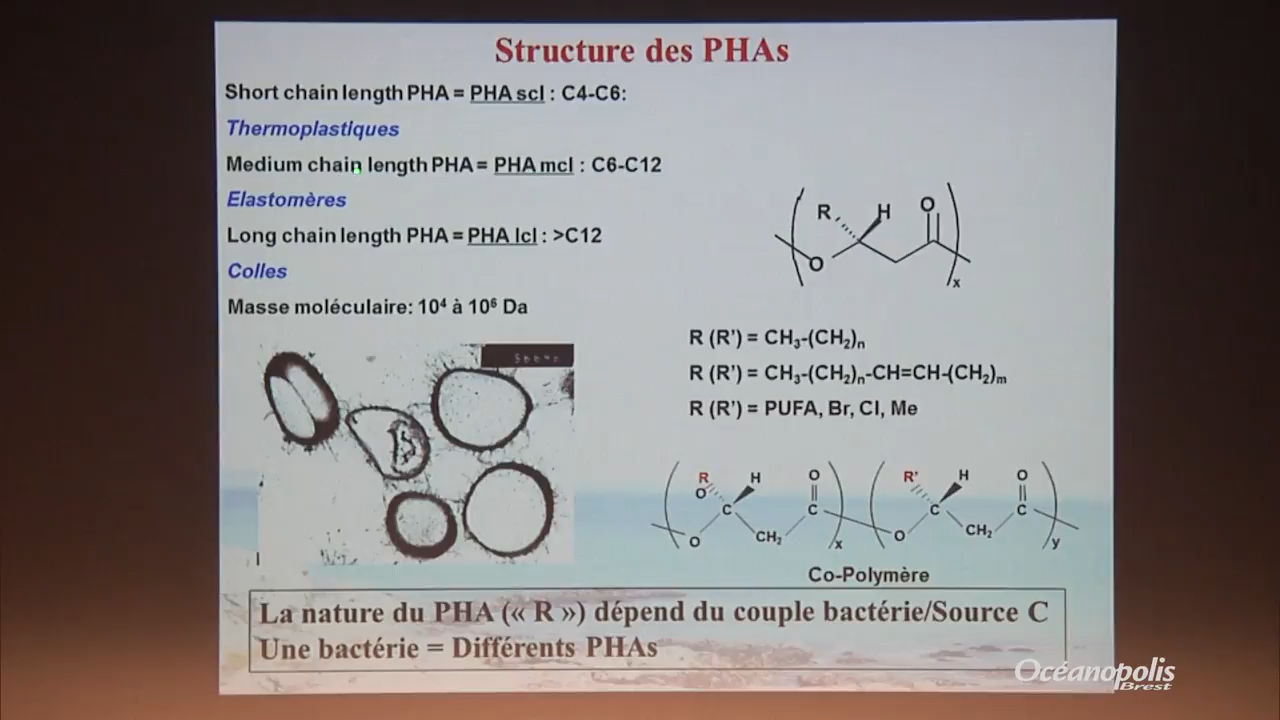 Structure des PHAs
Short chain length PHA = PHA scl : C4-C6:
Thermoplastiques
Medium chain length PHA = PHA mcl : C6-C12
Elastomères
Long chain length PHA = PHA lcl : >C12
Colles
Masse moléculaire: 10⁴ à 10⁶ Da
R H O
O
x
R (R’) = CH₃-(CH₂)ₙ
R (R’) = CH₃-(CH₂)ₙ-CH=CH-(CH₂)ₘ
R (R’) = PUFA, Br, Cl, Me
R H O R’ H O
O
C C C C
O CH₂ x O CH₂ y
Co-Polymère
La nature du PHA (« R ») dépend du couple bactérie/Source C
Une bactérie = Différents PHAs
Océanopolis
Brest